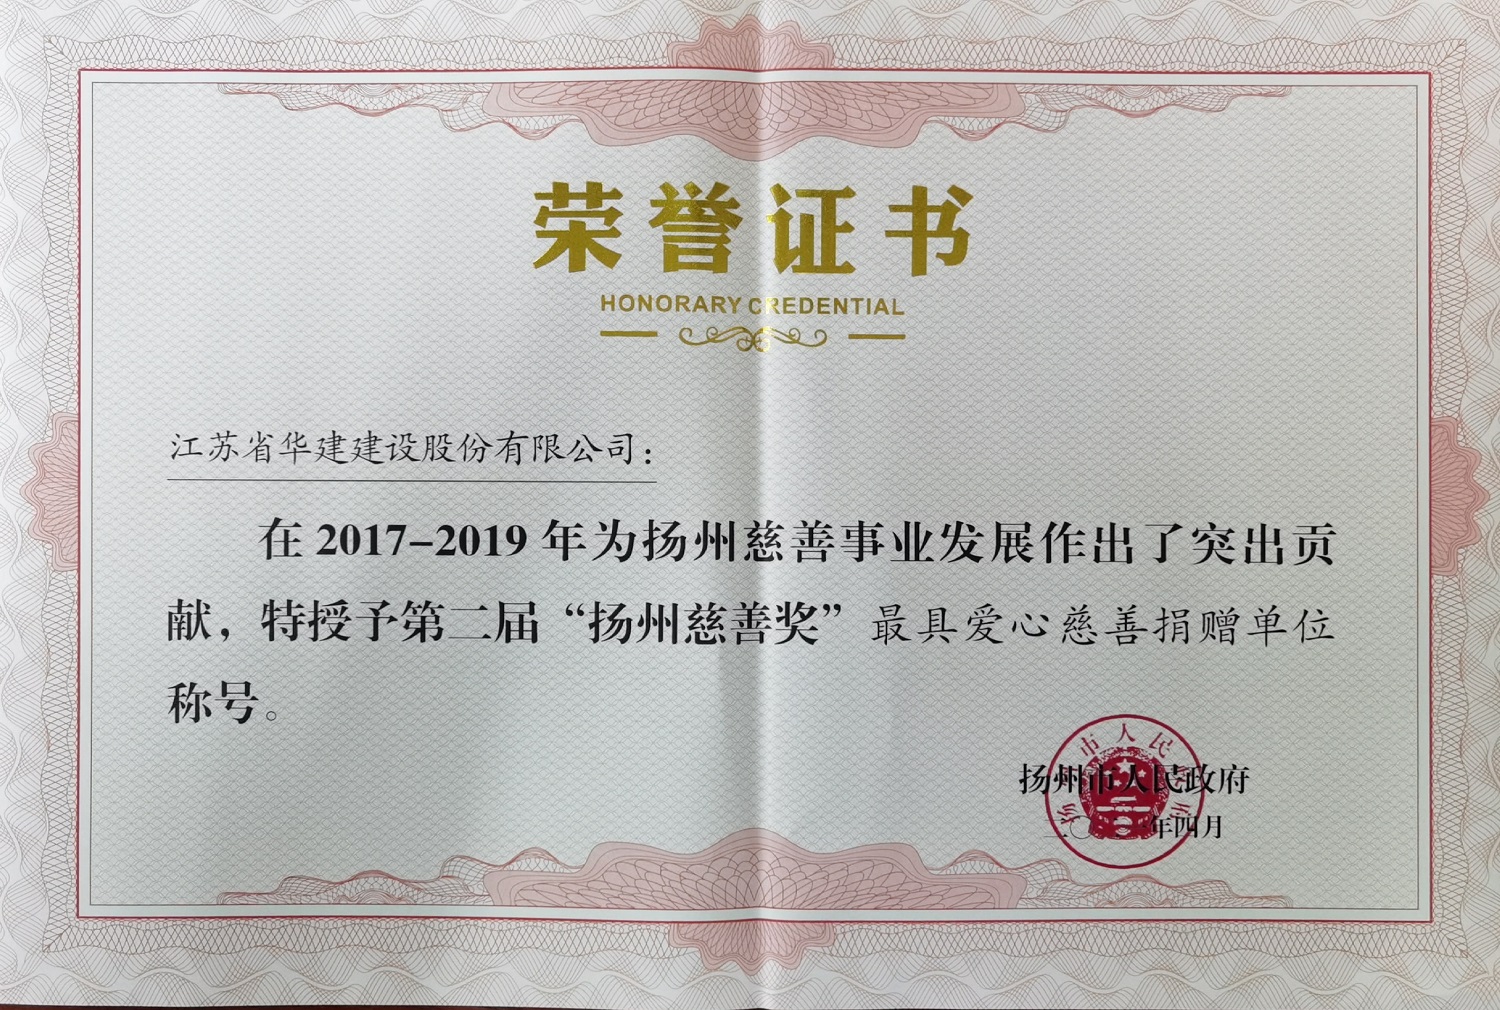 荣誉证书
HONORARY CREDENTIAL
江苏省华建建设股份有限公司：
在2017-2019年为扬州慈善事业发展作出了突出贡
献，特授予第二届“扬州慈善奖”最具爱心慈善捐赠单位
称号。
扬州市人民政府
年四月